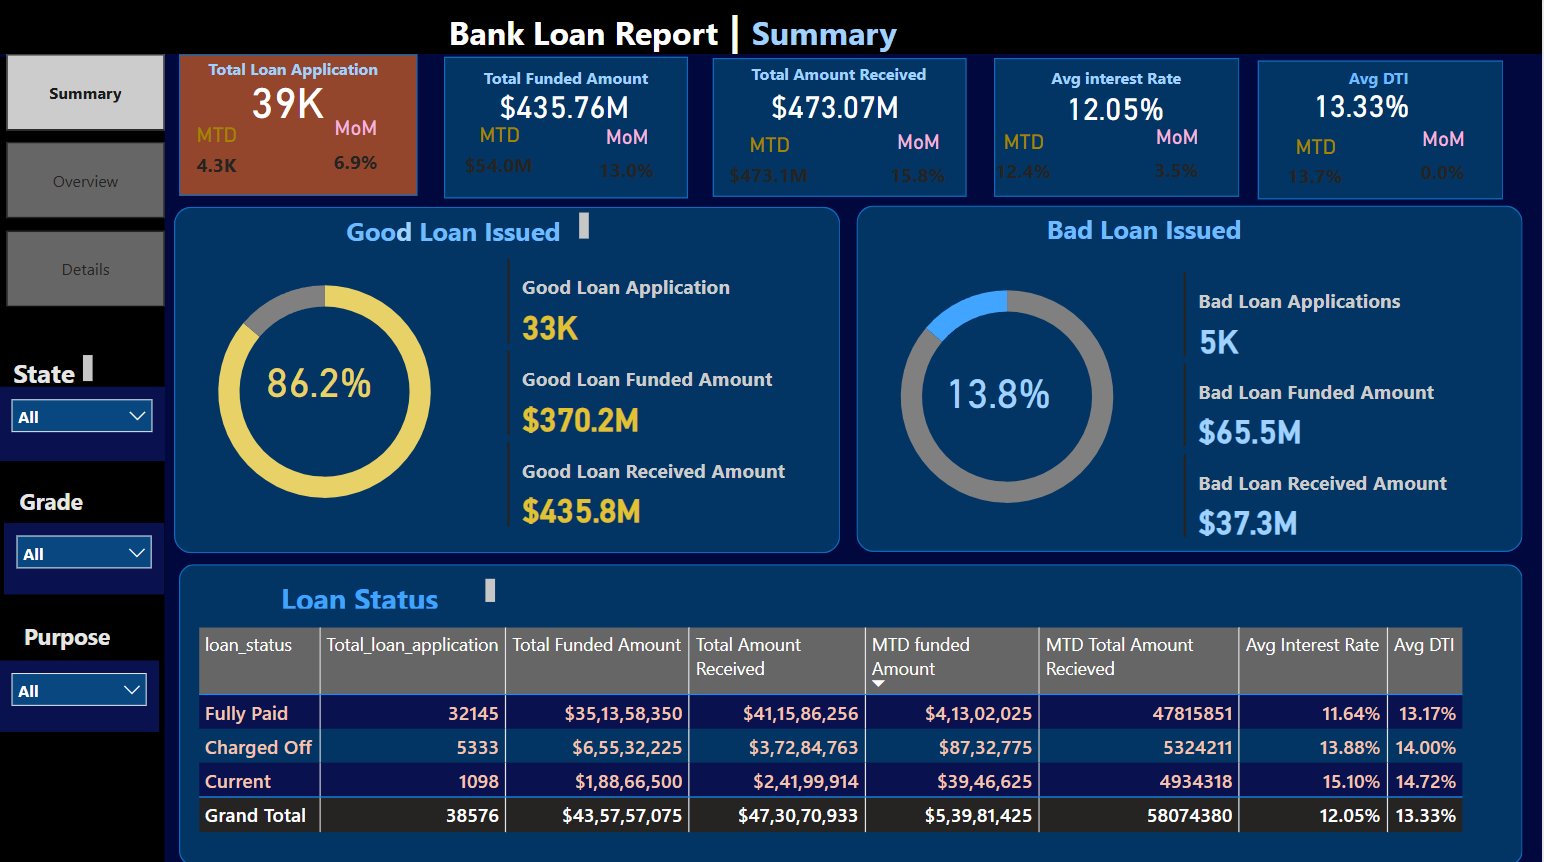 Bank Loan Report | Summary
Summary
Overview
Details
State
All
Grade
All
Purpose
All
Total Loan Application
39K
MTD
MoM
4.3K
6.9%
Total Funded Amount
$435.76M
MTD
MoM
$54.0M
13.0%
Total Amount Received
$473.07M
MTD
MoM
$473.1M
15.8%
Avg interest Rate
12.05%
MTD
MoM
12.4%
3.5%
Avg DTI
13.33%
MTD
MoM
13.7%
0.0%
Good Loan Issued
86.2%
Good Loan Application
33K
Good Loan Funded Amount
$370.2M
Good Loan Received Amount
$435.8M
Bad Loan Issued
13.8%
Bad Loan Applications
5K
Bad Loan Funded Amount
$65.5M
Bad Loan Received Amount
$37.3M
Loan Status
loan_status Total_loan_application Total Funded Amount Total Amount Received MTD funded Amount MTD Total Amount Recieved Avg Interest Rate Avg DTI
Fully Paid 32145 $35,13,58,350 $41,15,86,256 $4,13,02,025 47815851 11.64% 13.17%
Charged Off 5333 $6,55,32,225 $3,72,84,763 $87,32,775 5324211 13.88% 14.00%
Current 1098 $1,88,66,500 $2,41,99,914 $39,46,625 4934318 15.10% 14.72%
Grand Total 38576 $43,57,57,075 $47,30,70,933 $5,39,81,425 58074380 12.05% 13.33%